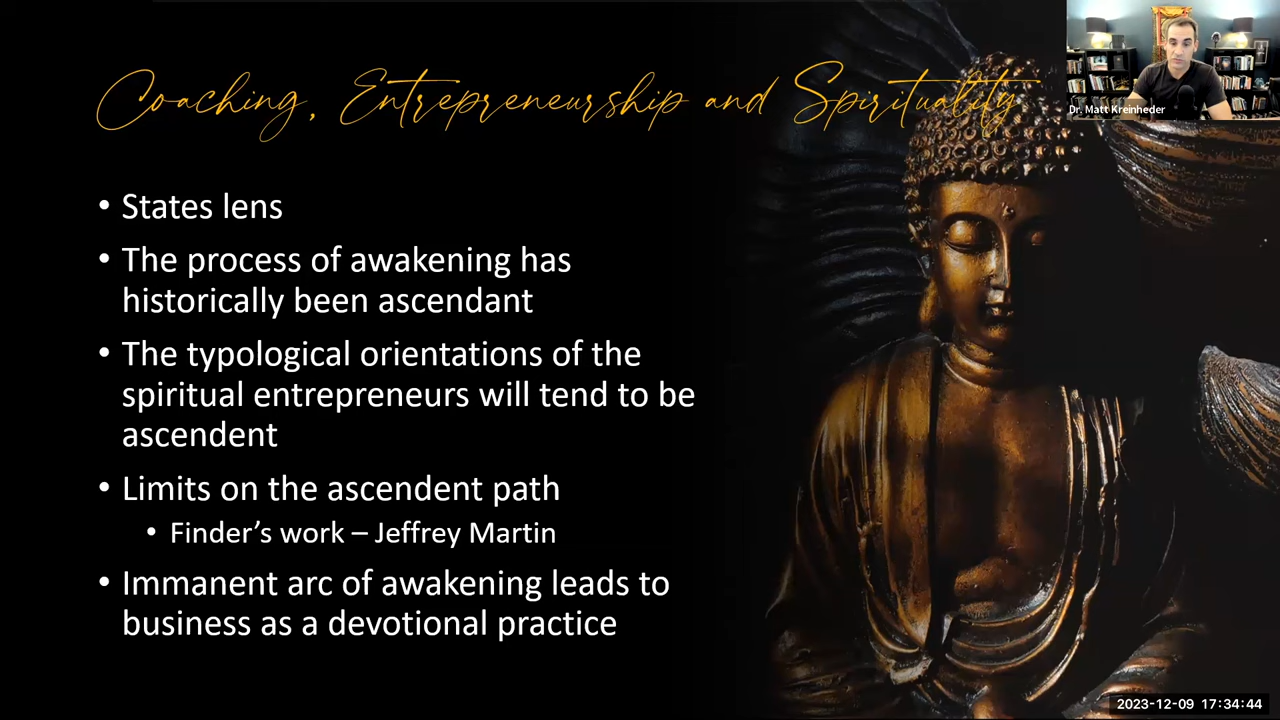 Coaching, Entrepreneurship and Spirituality
Dr. Matt Kreinheder
• States lens
• The process of awakening has
historically been ascendant
• The typological orientations of the
spiritual entrepreneurs will tend to be
ascendent
• Limits on the ascendent path
• Finder’s work – Jeffrey Martin
• Immanent arc of awakening leads to
business as a devotional practice
2023-12-09 17:34:44